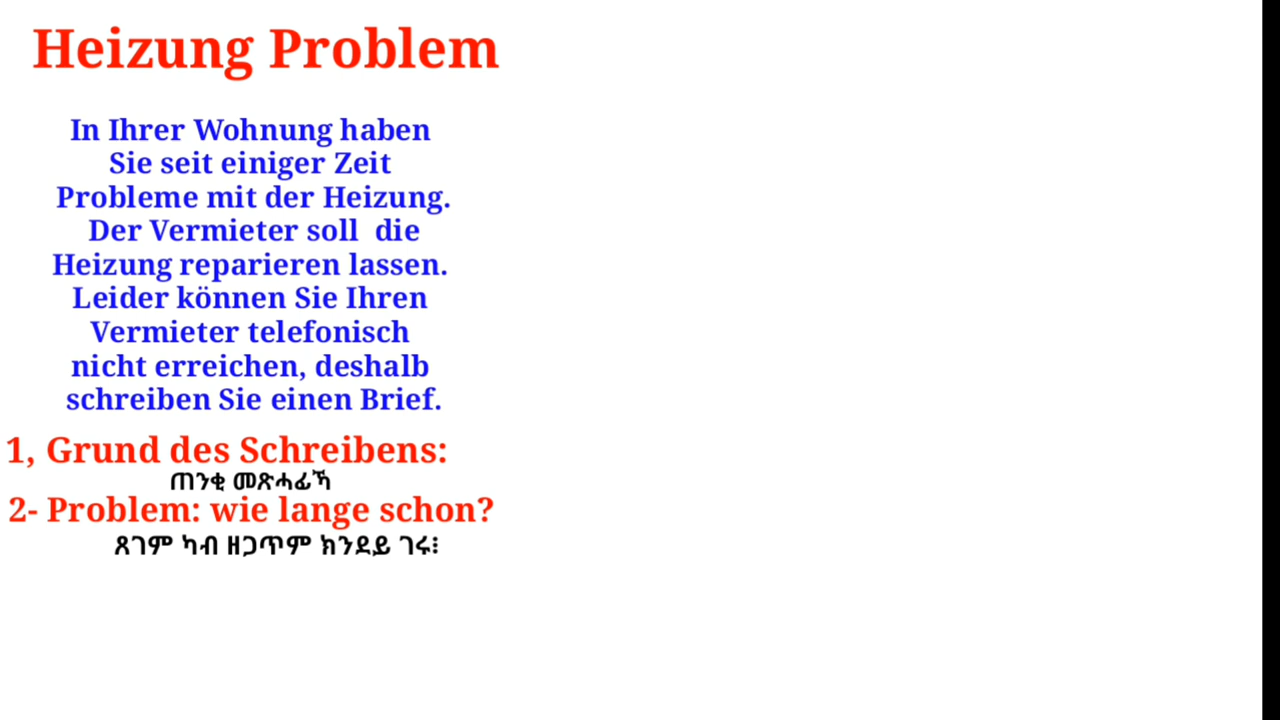 Heizung Problem
In Ihrer Wohnung haben
Sie seit einiger Zeit
Probleme mit der Heizung.
Der Vermieter soll die
Heizung reparieren lassen.
Leider können Sie Ihren
Vermieter telefonisch
nicht erreichen, deshalb
schreiben Sie einen Brief.
1, Grund des Schreibens:
ጠንቂ መጽሓፊኻ
2- Problem: wie lange schon?
ጸገም ካብ ዘጋጥም ክንደይ ገሩ፧